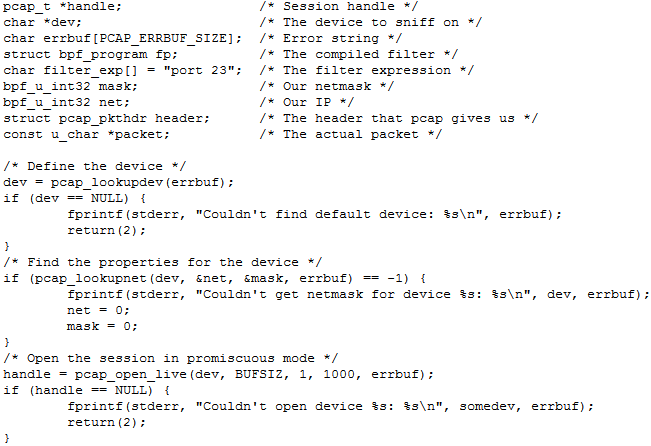 pcap_t *handle;                 /* Session handle */
char *dev;                      /* The device to sniff on */
char errbuf[PCAP_ERRBUF_SIZE];  /* Error string */
struct bpf_program fp;          /* The compiled filter */
char filter_exp[] = "port 23";  /* The filter expression */
bpf_u_int32 mask;               /* Our netmask */
bpf_u_int32 net;                /* Our IP */
struct pcap_pkthdr header;      /* The header that pcap gives us */
const u_char *packet;           /* The actual packet */

/* Define the device */
dev = pcap_lookupdev(errbuf);
if (dev == NULL) {
        fprintf(stderr, "Couldn't find default device: %s\n", errbuf);
        return(2);
}
/* Find the properties for the device */
if (pcap_lookupnet(dev, &net, &mask, errbuf) == -1) {
        fprintf(stderr, "Couldn't get netmask for device %s: %s\n", dev, errbuf);
        net = 0;
        mask = 0;
}
/* Open the session in promiscuous mode */
handle = pcap_open_live(dev, BUFSIZ, 1, 1000, errbuf);
if (handle == NULL) {
        fprintf(stderr, "Couldn't open device %s: %s\n", somedev, errbuf);
        return(2);
}